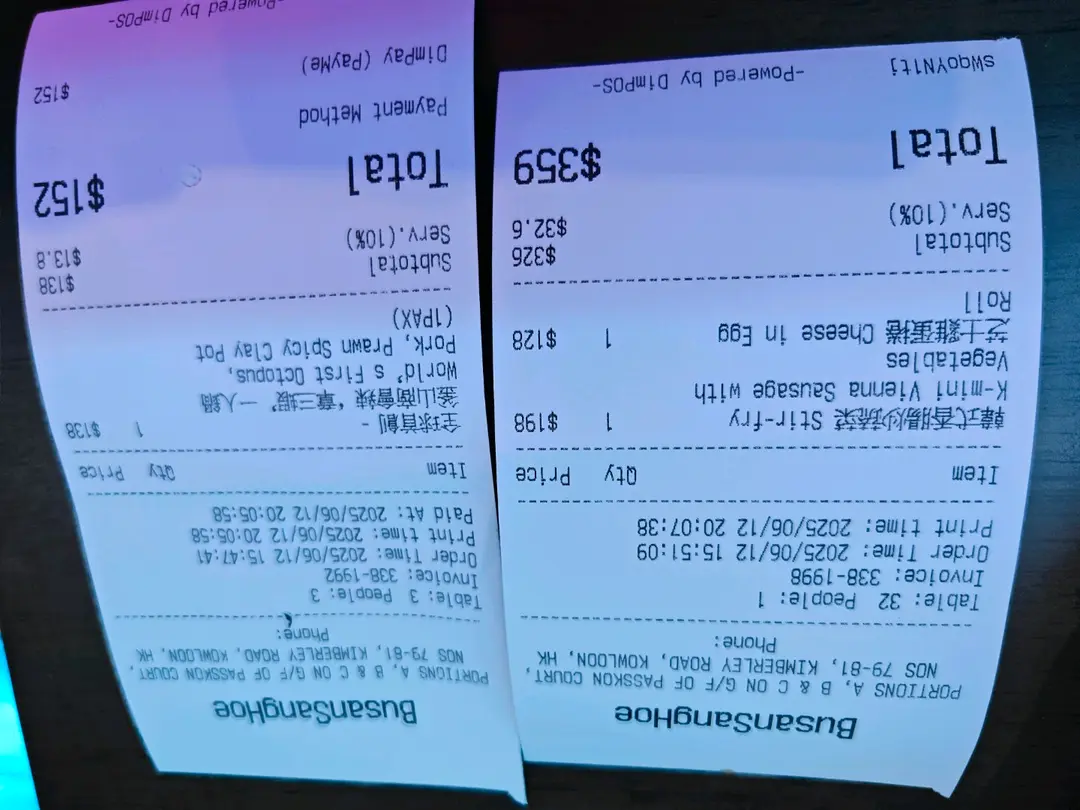 BusanSangHoe
PORTIONS A, B & C ON G/F OF PASSKON COURT,
NOS 79-81, KIMBERLEY ROAD, KOWLOON, HK
Phone:
Table: 32 People: 1
Invoice: 338-1998
Order Time: 2025/06/12 15:51:09
Print time: 2025/06/12 20:07:38
Item Qty Price
韓式香腸炒蔬菜 Stir-fry 1 $198
K-mini Vienna Sausage with
Vegetables
芝士雞蛋捲 Cheese in Egg 1 $128
Roll
Subtotal $326
Serv.(10%) $32.6
Total $359
-Powered by DimPOS-
sWqoYN1tj
BusanSangHoe
PORTIONS A, B & C ON G/F OF PASSKON COURT,
NOS 79-81, KIMBERLEY ROAD, KOWLOON, HK
Phone:
Table: 3 People: 3
Invoice: 338-1992
Order Time: 2025/06/12 15:47:41
Print time: 2025/06/12 20:05:58
Paid At: 2025/06/12 20:05:58
Item Qty Price
全球首創 - 1 $138
釜山商會辣“章三蝦”一人鍋
World's First Octopus,
Pork, Prawn Spicy Clay Pot
(1PAX)
Subtotal $138
Serv.(10%) $13.8
Total $152
Payment Method
DimPay (PayMe) $152
-Powered by DimPOS-